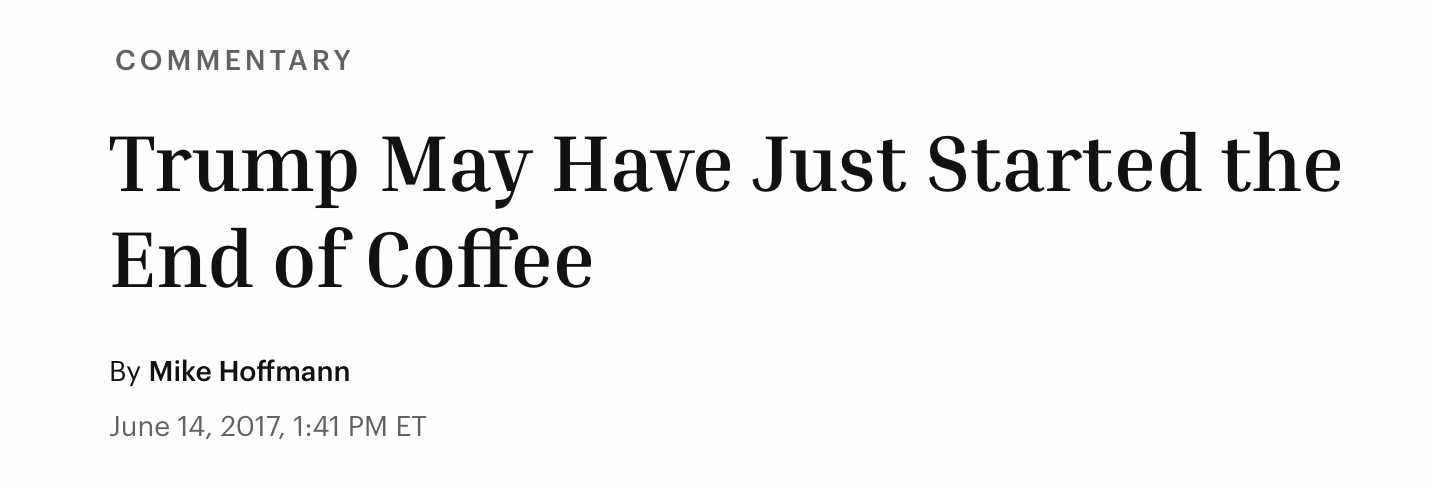 COMMENTARY
Trump May Have Just Started the
End of Coffee
By Mike Hoffmann
June 14, 2017, 1:41 PM ET